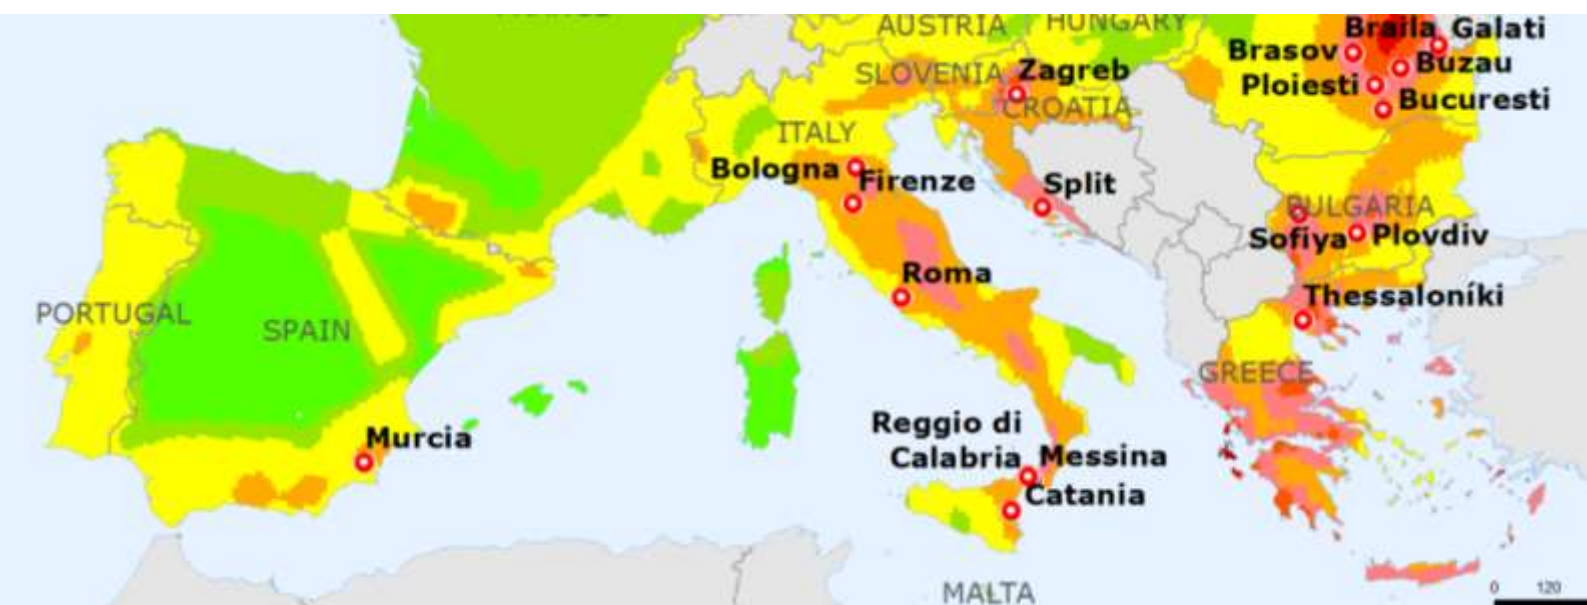 FRANCE
AUSTRIA
HUNGARY
Braila
Galati
Brasov
Buzau
SLOVENIA
Zagreb
Ploiesti
CROATIA
Bucuresti
ITALY
Bologna
Firenze
Split
BULGARIA
Sofiya
Plovdiv
Roma
Thessaloníki
PORTUGAL
SPAIN
GREECE
Reggio di
Calabria
Messina
Murcia
Catania
MALTA
0 120